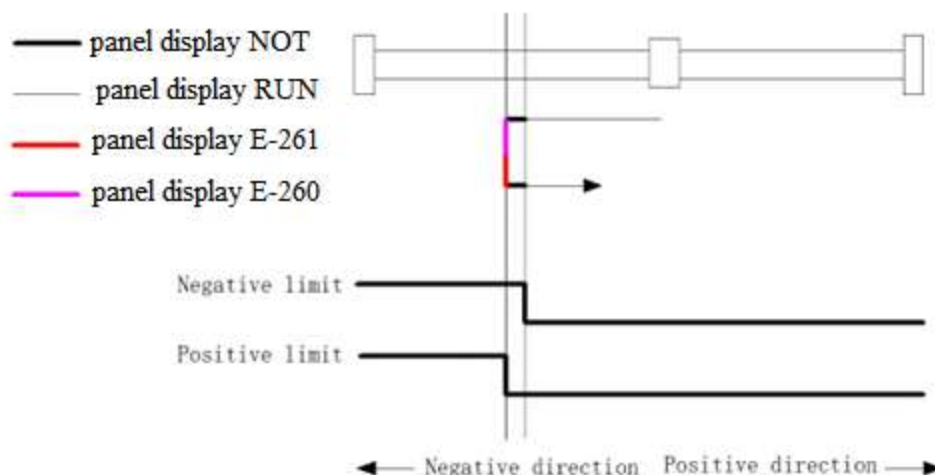 panel display NOT
panel display RUN
panel display E-261
panel display E-260
Negative limit
Positive limit
Negative direction Positive direction